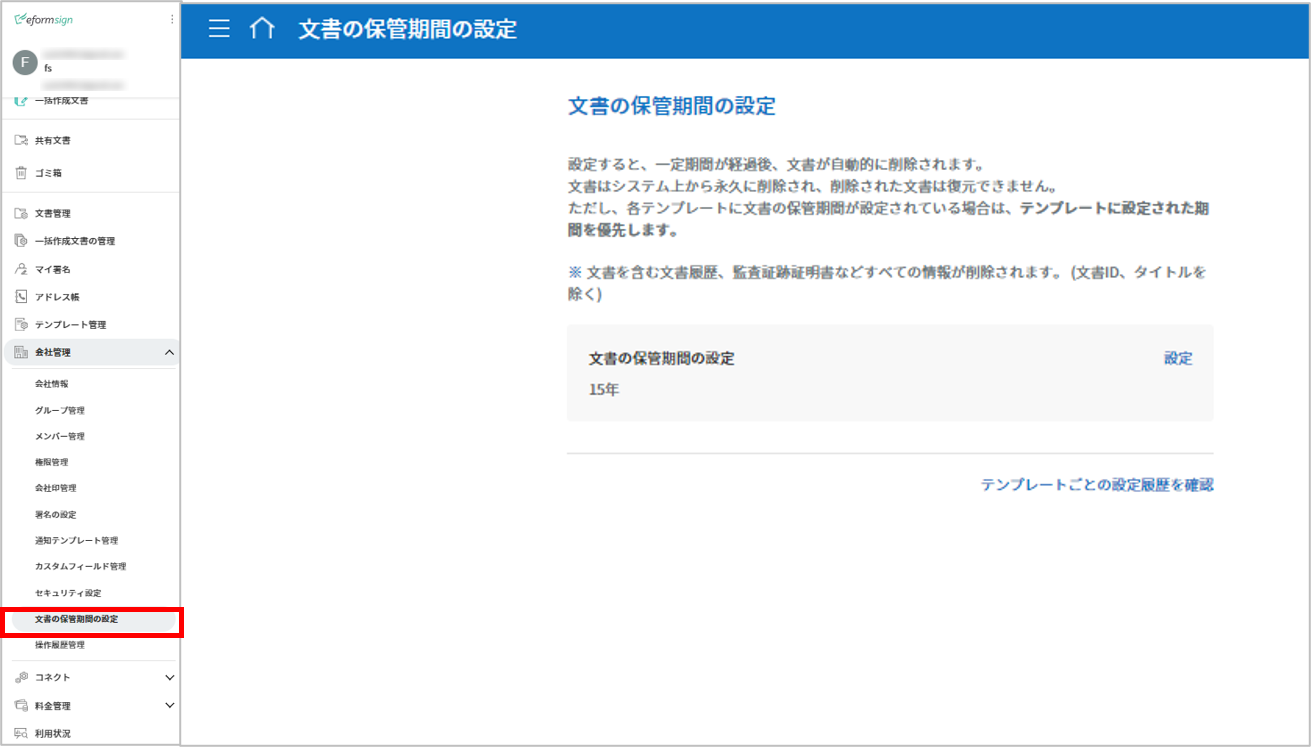 eformsign
F
fs
一括作成文書
共有文書
ゴミ箱
文書管理
一括作成文書の管理
マイ署名
アドレス帳
テンプレート管理
会社管理
会社情報
グループ管理
メンバー管理
権限管理
会社印管理
署名の設定
通知テンプレート管理
カスタムフィールド管理
セキュリティ設定
文書の保管期間の設定
操作履歴管理
コネクト
料金管理
利用状況
文書の保管期間の設定
文書の保管期間の設定
設定すると、一定期間が経過後、文書が自動的に削除されます。
文書はシステム上から永久に削除され、削除された文書は復元できません。
ただし、各テンプレートに文書の保管期間が設定されている場合は、テンプレートに設定された期
間を優先します。
※ 文書を含む文書履歴、監査証跡証明書などすべての情報が削除されます。 (文書ID、タイトルを
除く)
文書の保管期間の設定
設定
15年
テンプレートごとの設定履歴を確認